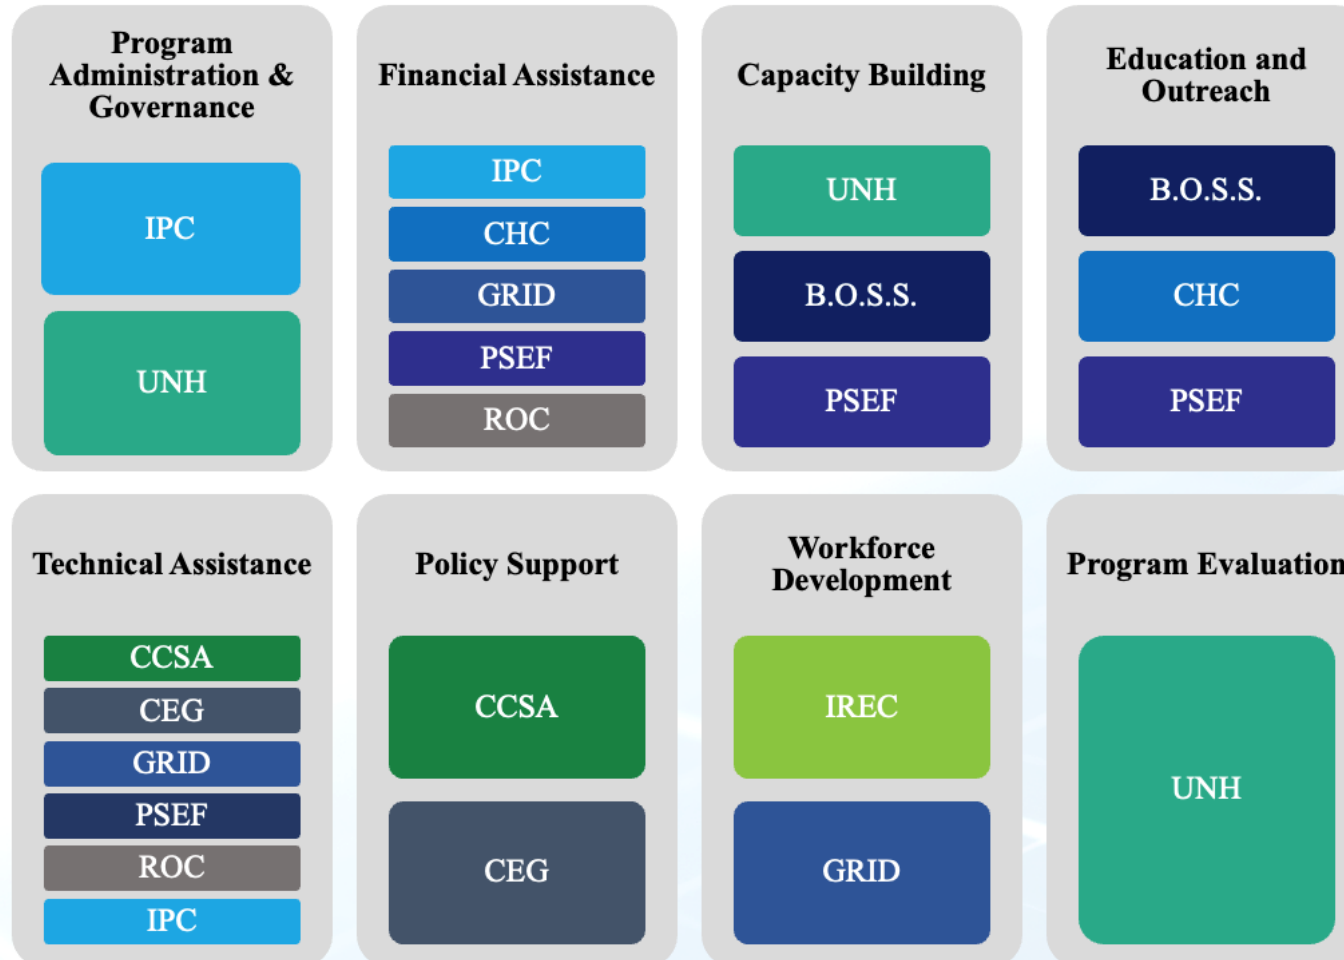 Program
Administration &
Governance
IPC
UNH
Financial Assistance
IPC
CHC
GRID
PSEF
ROC
Capacity Building
UNH
B.O.S.S.
PSEF
Education and
Outreach
B.O.S.S.
CHC
PSEF
Technical Assistance
CCSA
CEG
GRID
PSEF
ROC
IPC
Policy Support
CCSA
CEG
Workforce
Development
IREC
GRID
Program Evaluation
UNH